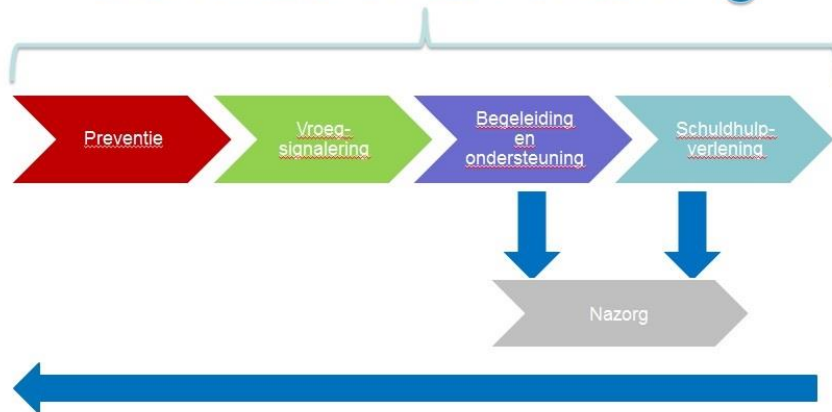 Preventie
Vroeg-
signalering
Begeleiding
en
ondersteuning
Schuldhulp-
verlening
Nazorg